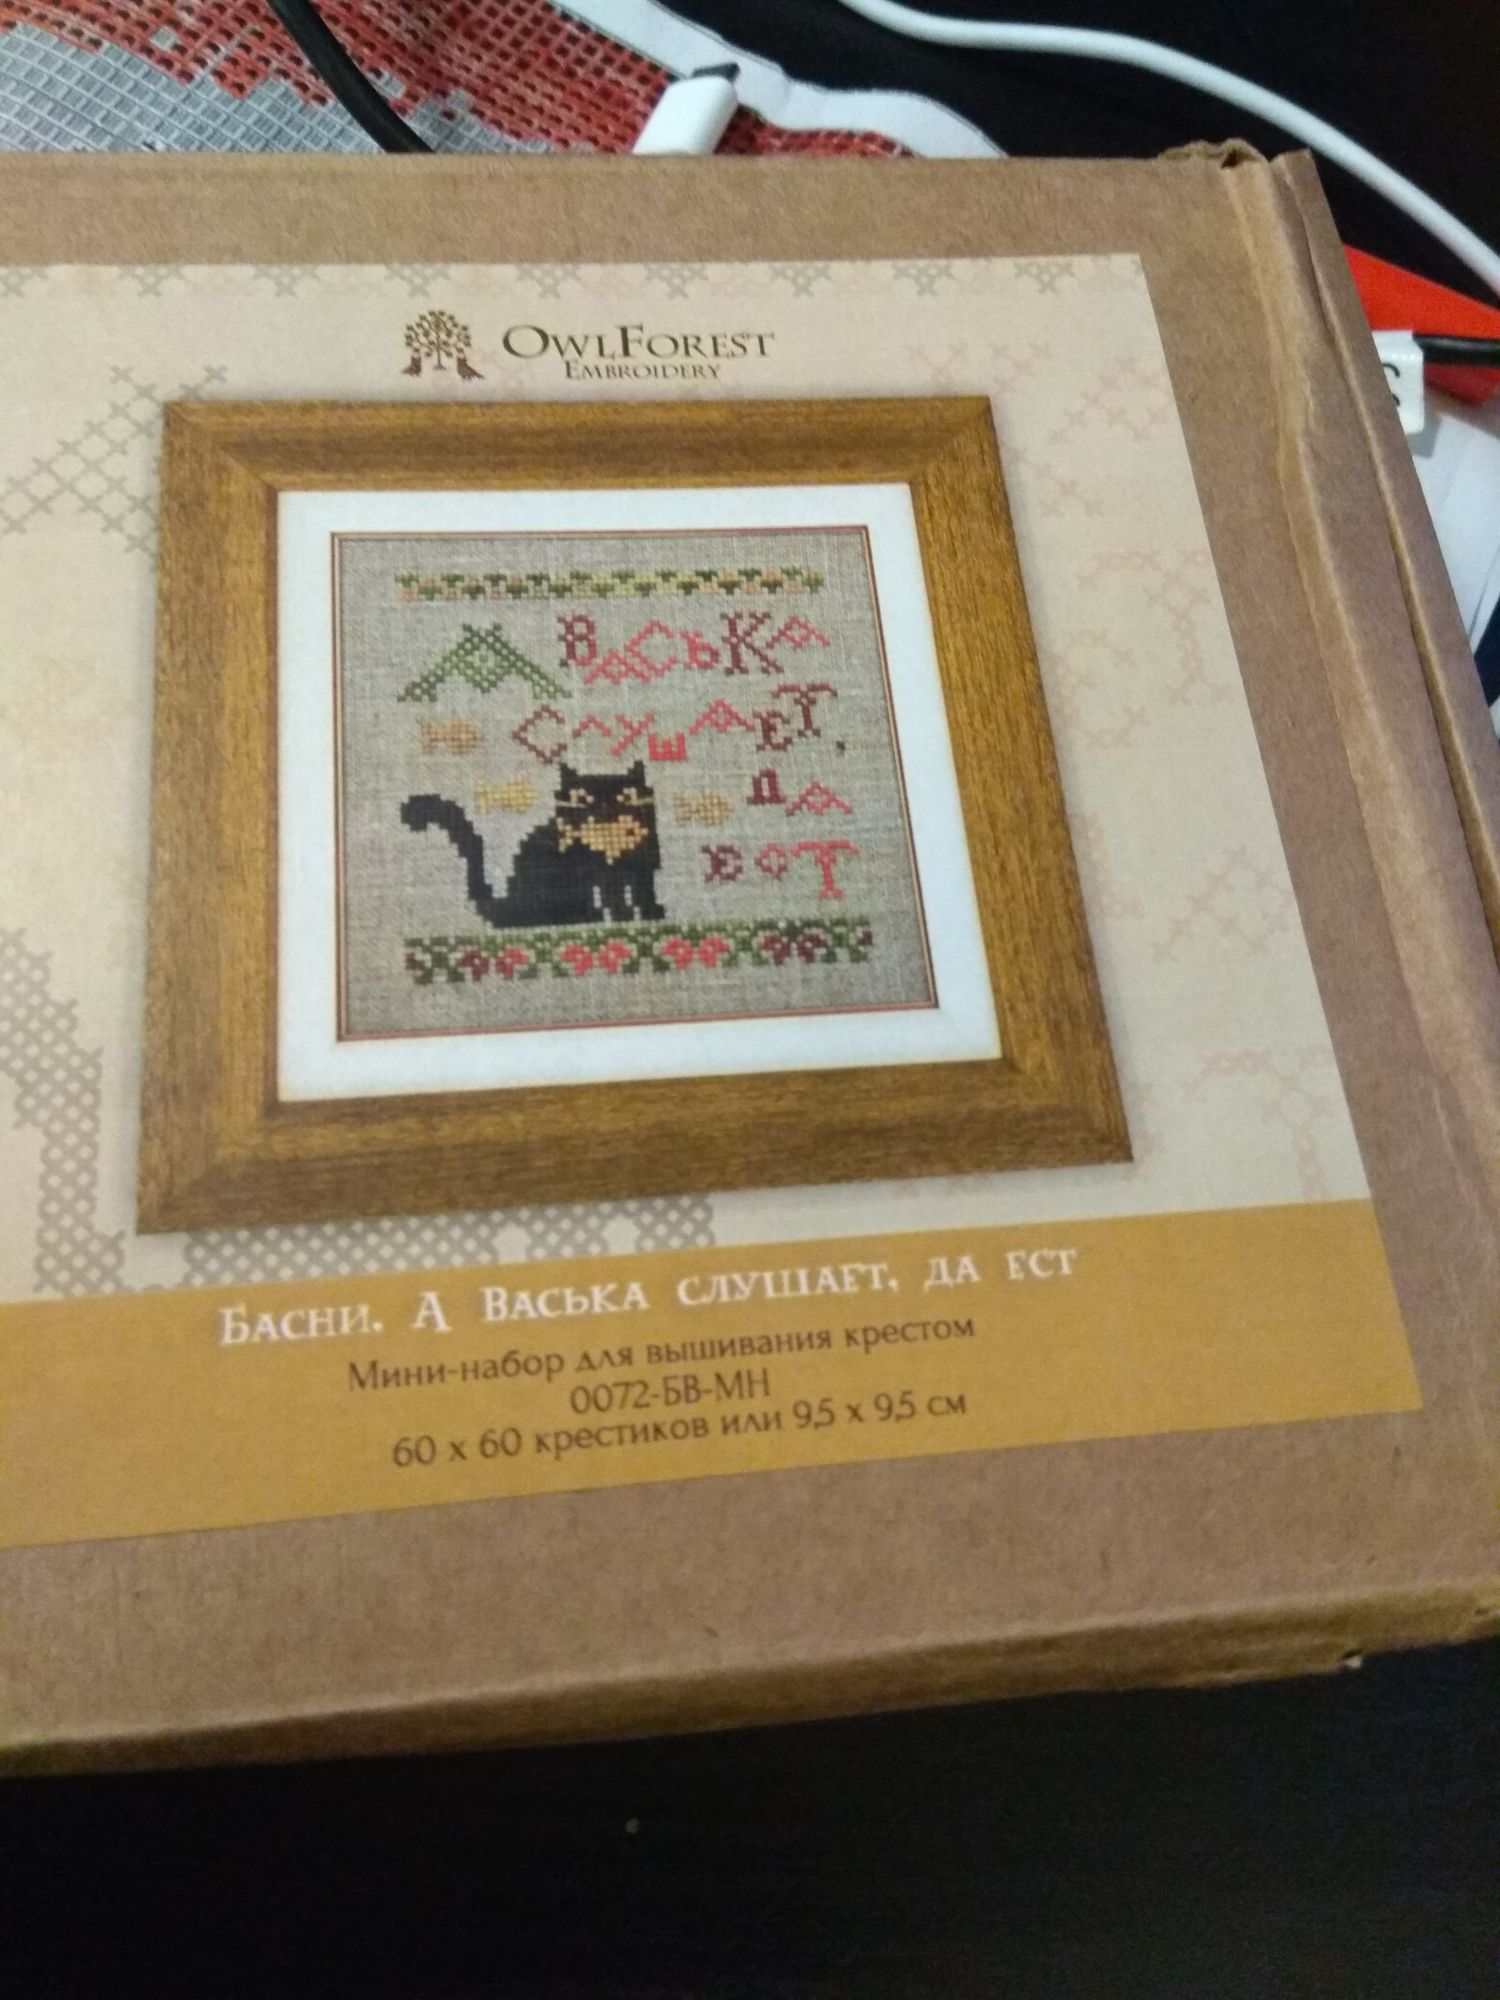 OwlForest
Embroidery
А Васька
слушает,
да
ест
Басни. А Васька слушает, да ест
Мини-набор для вышивания крестом
0072-БВ-МН
60 х 60 крестиков или 9,5 х 9,5 см